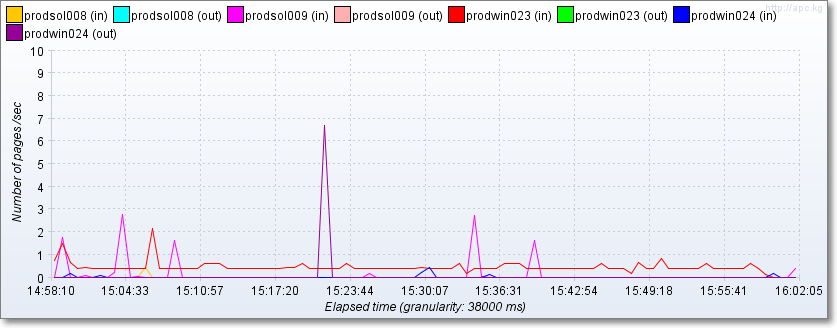 prodsol008 (in) prodsol008 (out) prodsol009 (in) prodsol009 (out) prodwin023 (in) prodwin023 (out) prodwin024 (in)
http://apc.kg
prodwin024 (out)
10
9
8
7
6
5
4
3
2
1
0
Number of pages /sec
14:58:10 15:04:33 15:10:57 15:17:20 15:23:44 15:30:07 15:36:31 15:42:54 15:49:18 15:55:41 16:02:05
Elapsed time (granularity: 38000 ms)